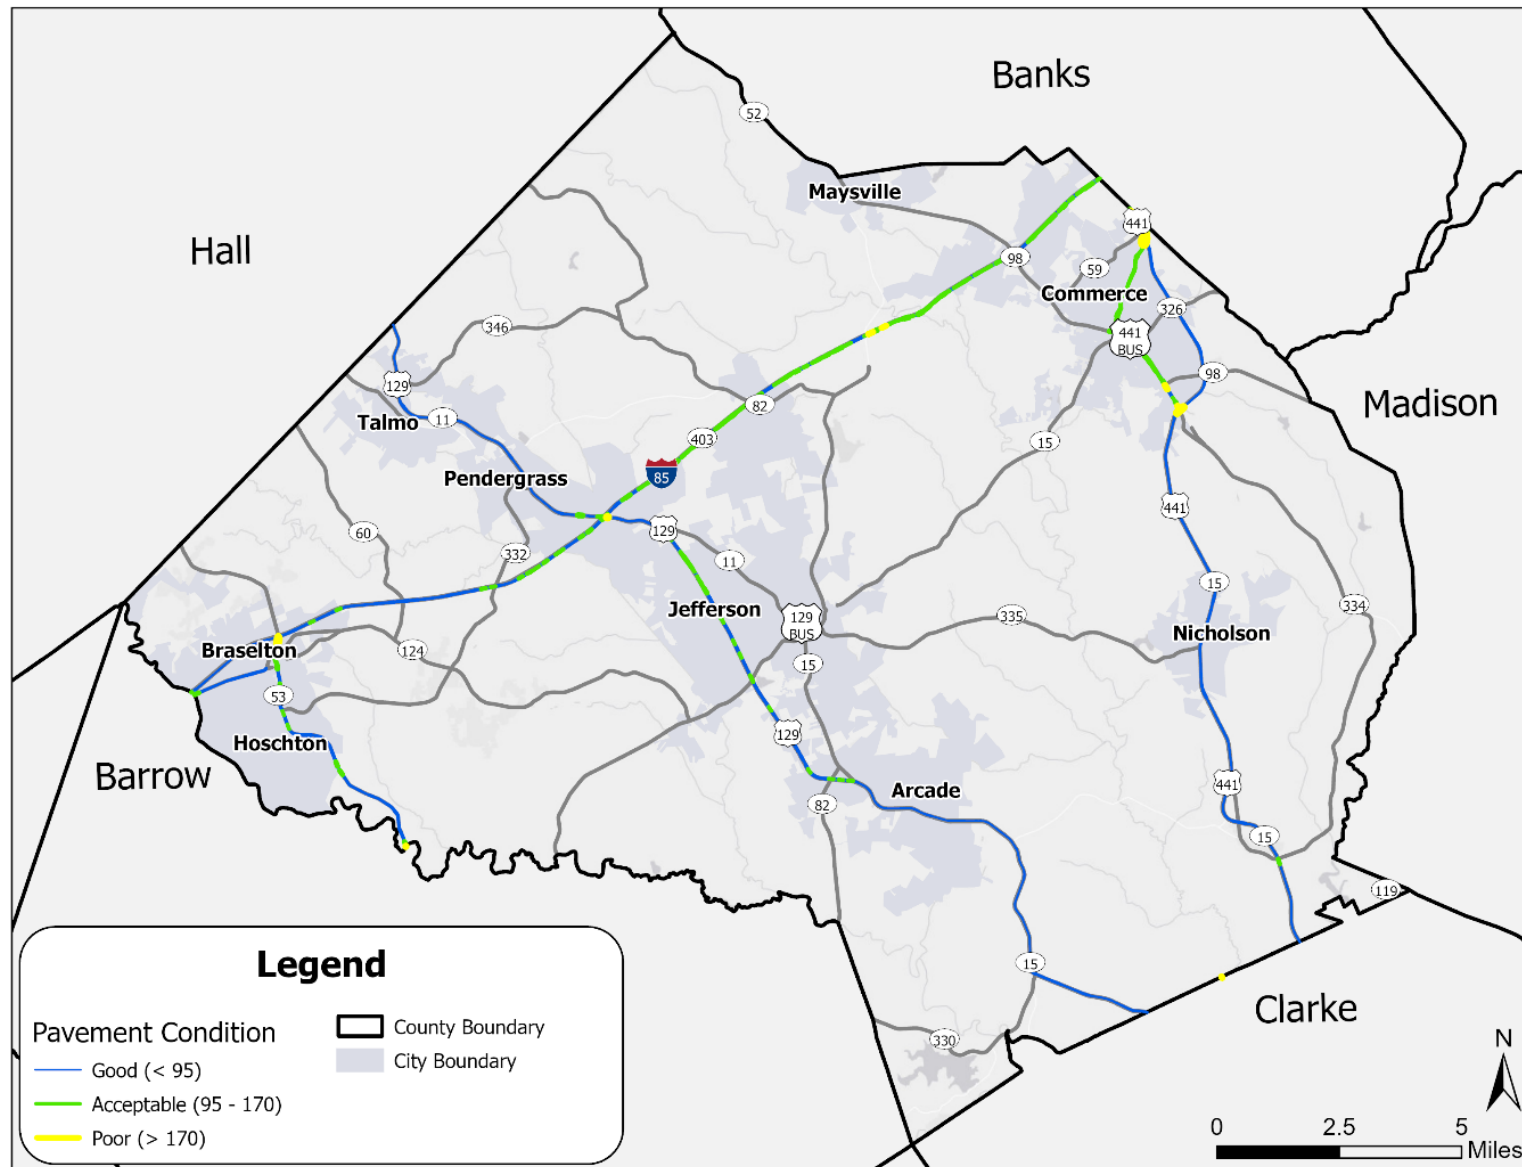 Banks
52
Maysville
Hall
441
98
59
Commerce
326
441
BUS
346
129
98
Madison
Talmo
11
82
403
15
Pendergrass
85
441
60
332
129
11
15
Jefferson
335
334
129
BUS
Nicholson
Braselton
124
15
53
129
Hoschton
Barrow
Arcade
441
82
15
119
15
Clarke
330
N
Legend
Pavement Condition
Good (< 95)
Acceptable (95 - 170)
Poor (> 170)
County Boundary
City Boundary
0 2.5 5
Miles